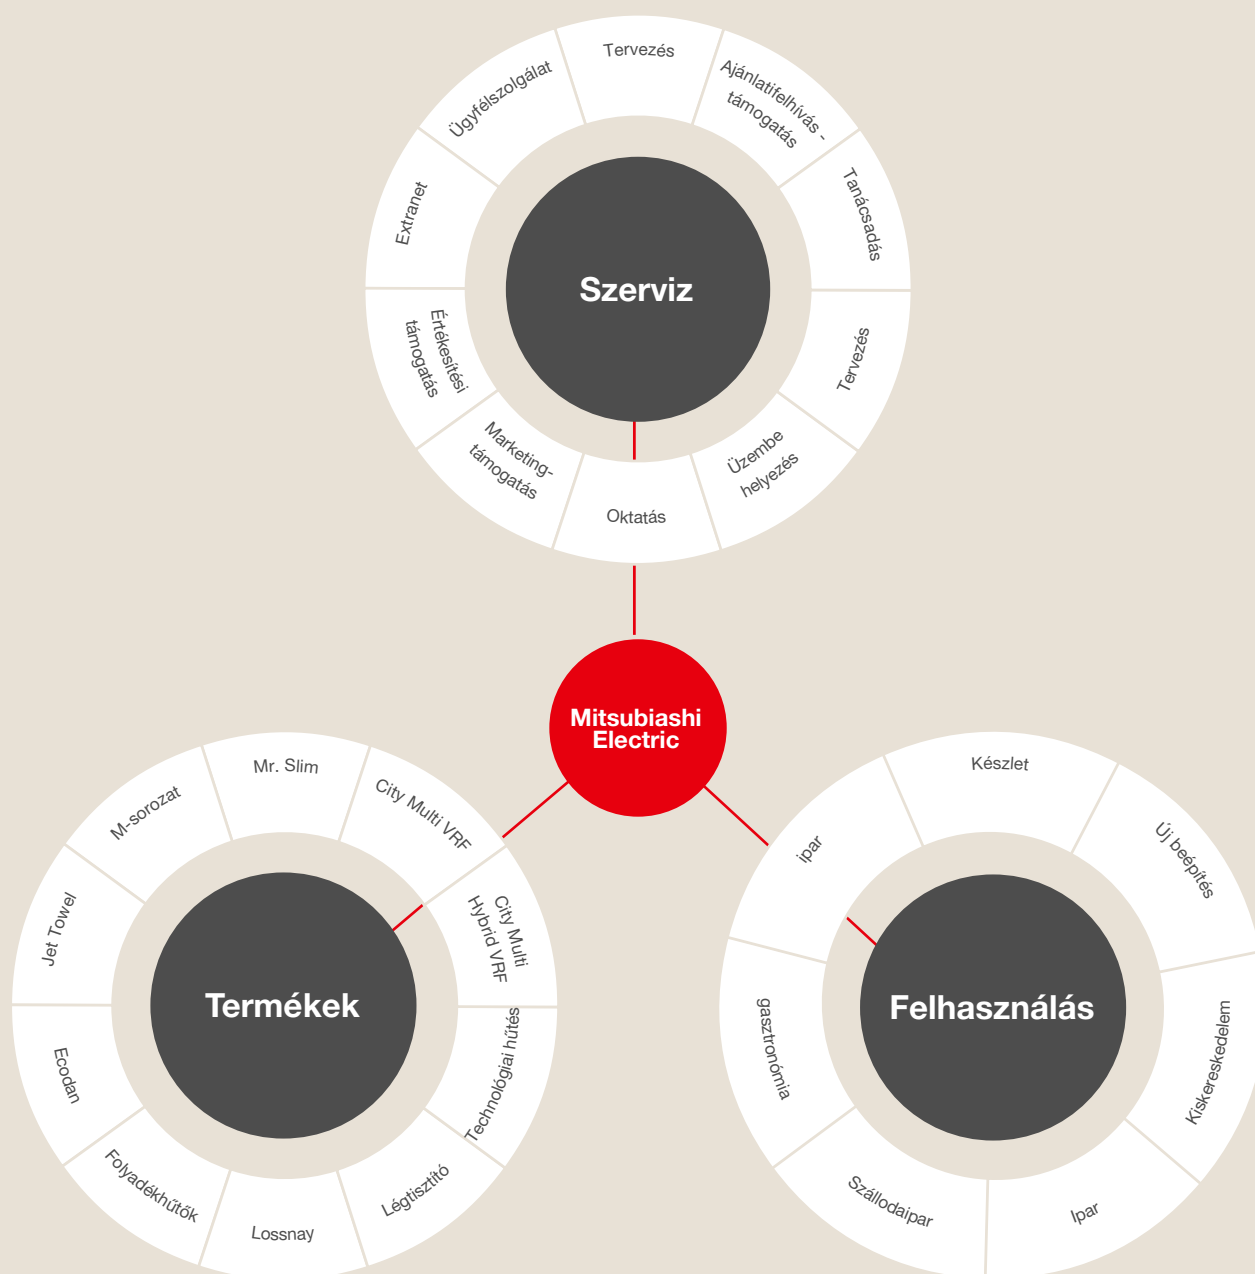 Tervezés
Ajánlatifelhívás -
támogatás
Tanácsadás
Tervezés
Üzembe
helyezés
Oktatás
Marketing-
támogatás
Értékesítési
támogatás
Extranet
Ügyfélszolgálat
Szerviz
Mitsubiashi
Electric
Mr. Slim
City Multi VRF
City Multi
Hybrid VRF
Technológiai hűtés
Légtisztító
Lossnay
Folyadékhűtők
Ecodan
Jet Towel
M-sorozat
Termékek
Készlet
Új beépítés
Kiskereskedelem
Ipar
Szállodaipar
gasztronómia
ipar
Felhasználás